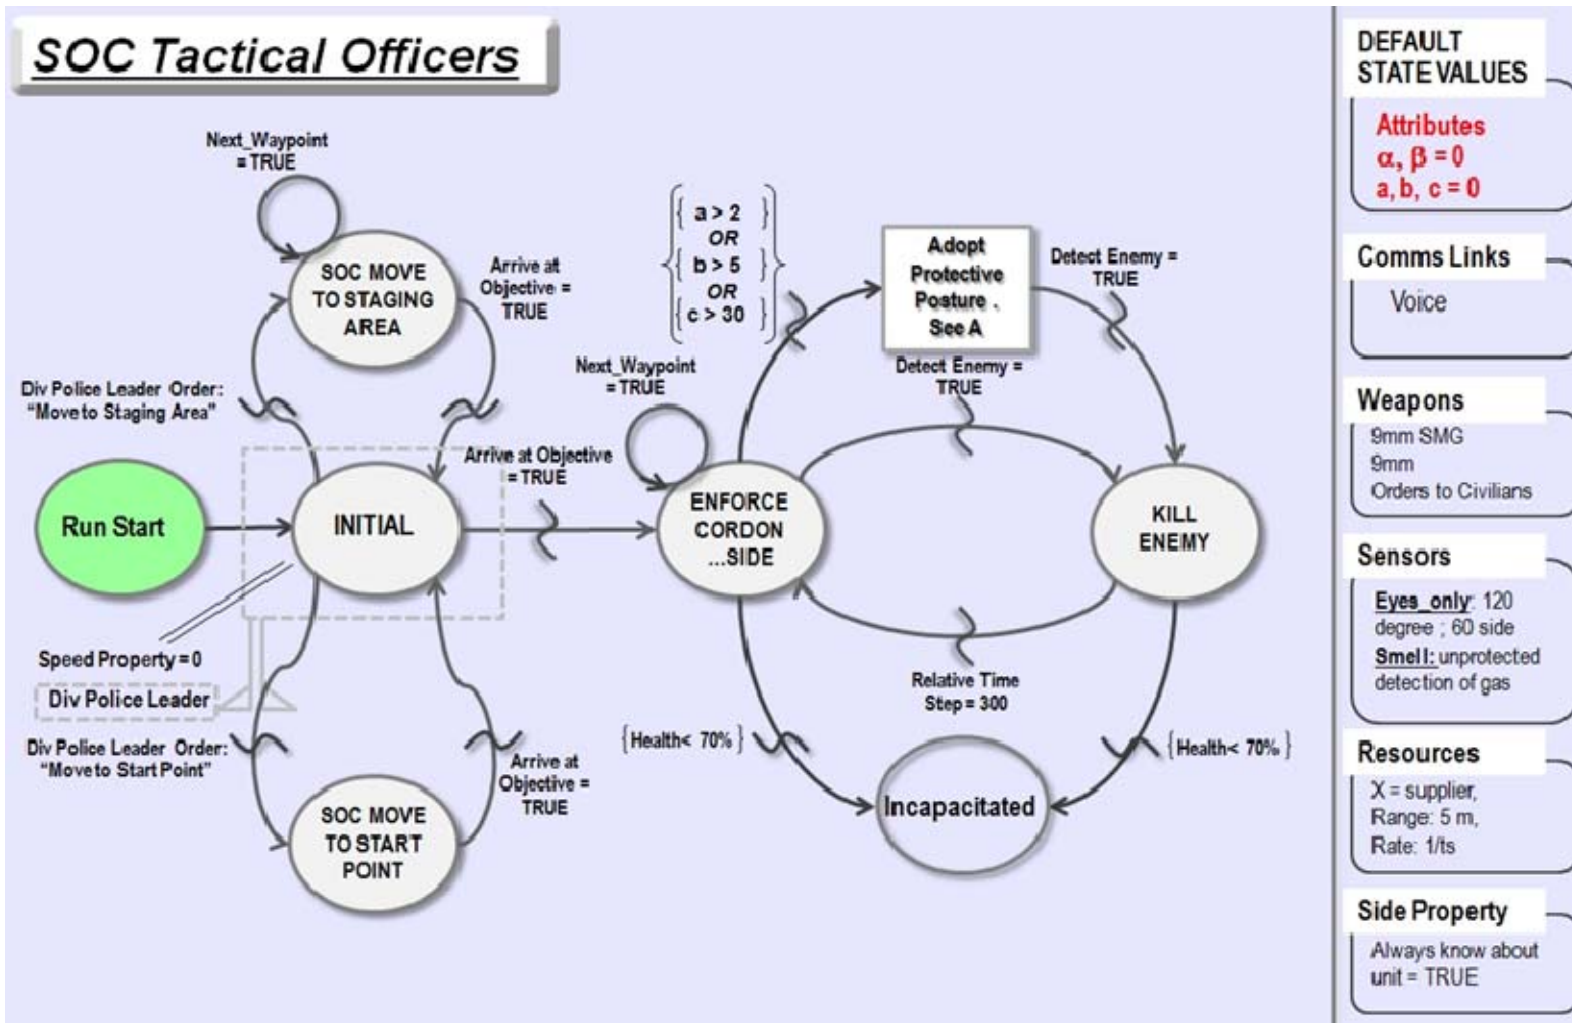 SOC Tactical Officers
Next_Waypoint
= TRUE
SOC MOVE
TO STAGING
AREA
Arrive at
Objective =
TRUE
Div Police Leader Order:
"Move to Staging Area"
Run Start
INITIAL
Arrive at Objective
= TRUE
Speed Property = 0
Div Police Leader
Div Police Leader Order:
"Move to Start Point"
SOC MOVE
TO START
POINT
Arrive at
Objective =
TRUE
{ a > 2 }
OR
{ b > 5 }
OR
{ c > 30 }
Next_Waypoint
= TRUE
ENFORCE
CORDON
...SIDE
Adopt
Protective
Posture .
See A
Detect Enemy =
TRUE
Detect Enemy =
TRUE
KILL
ENEMY
Relative Time
Step = 300
{Health< 70% }
{Health< 70% }
Incapacitated
DEFAULT
STATE VALUES
Attributes
α, β = 0
a, b, c = 0
Comms Links
Voice
Weapons
9mm SMG
9mm
Orders to Civilians
Sensors
Eyes_only: 120
degree ; 60 side
Smell: unprotected
detection of gas
Resources
X = supplier,
Range: 5 m,
Rate: 1/ts
Side Property
Always know about
unit = TRUE